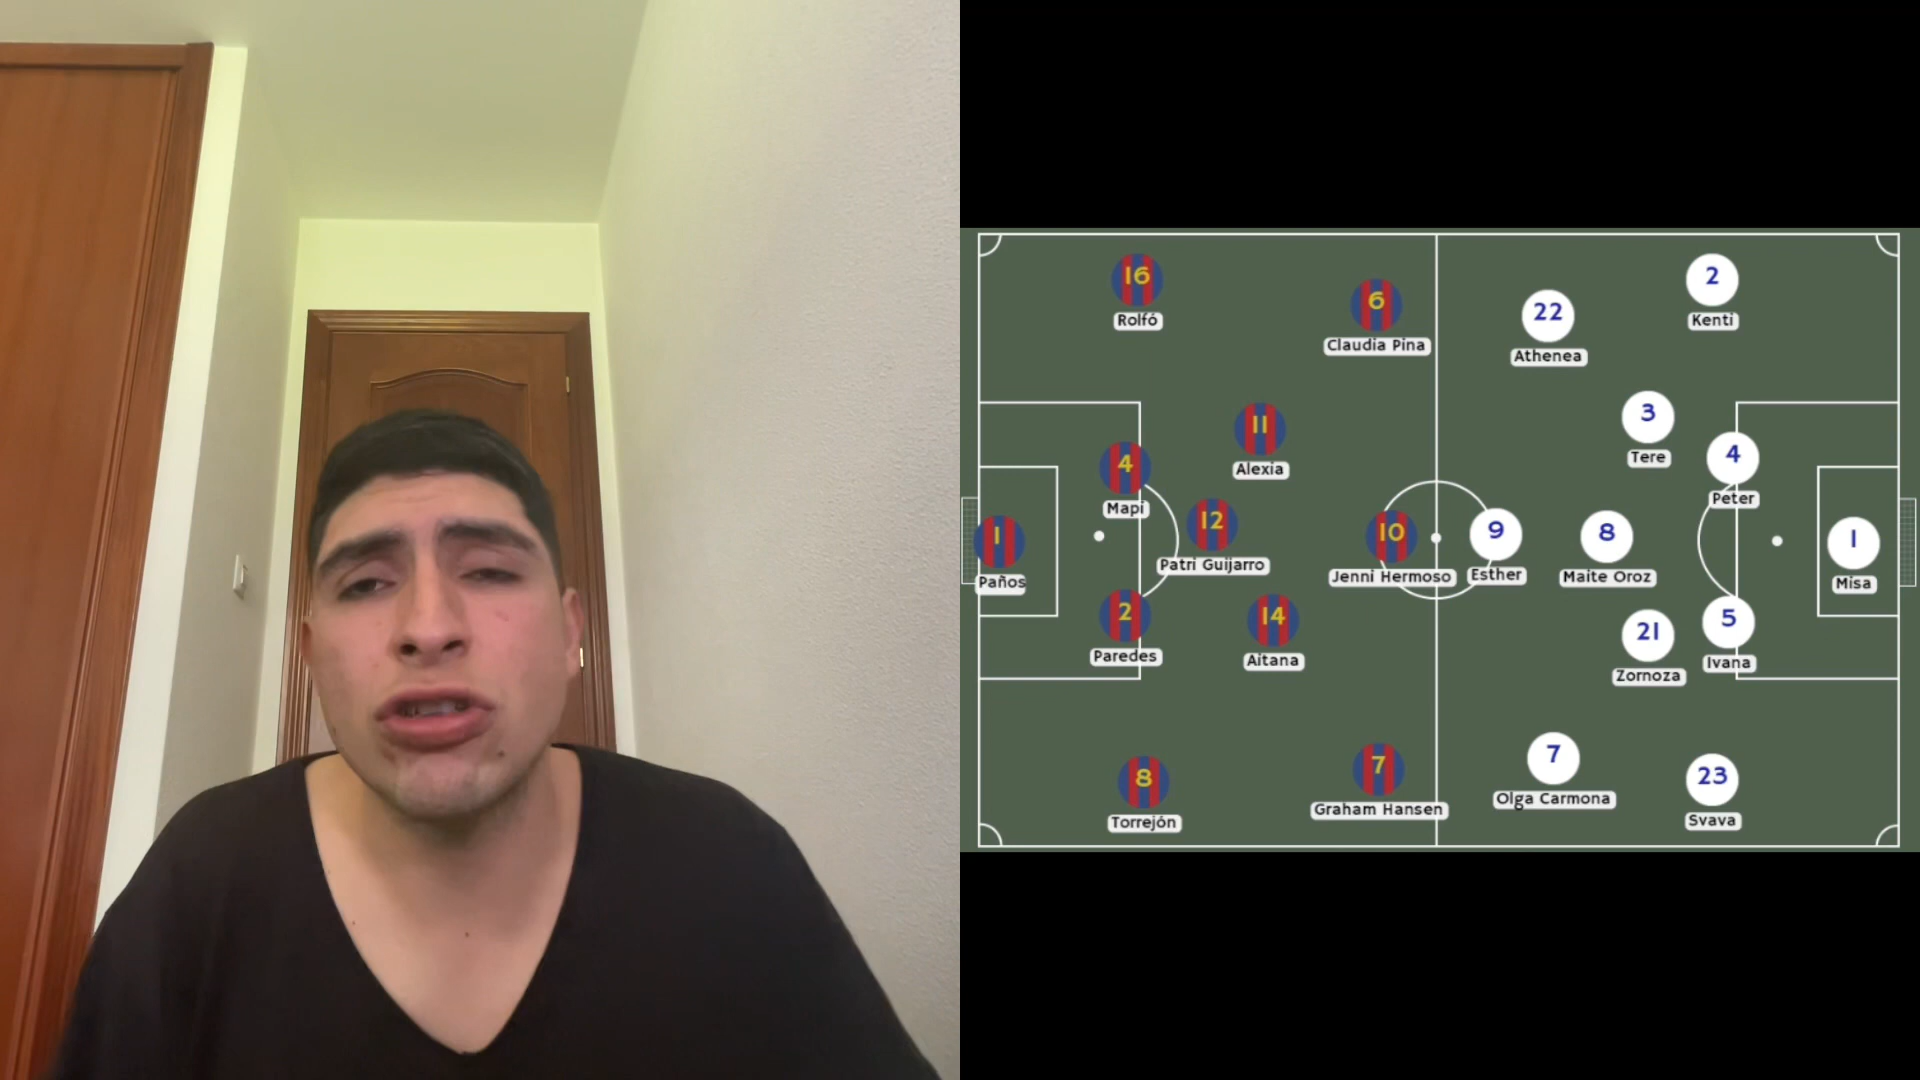 16
Rolfó
6
Claudia Pina
22
Athenea
2
Kenti
11
Alexia
3
Tere
4
Mapi
4
Peter
1
Paños
12
Patri Guijarro
10
Jenni Hermoso
9
Esther
8
Maite Oroz
1
Misa
2
Paredes
14
Aitana
21
Zornoza
5
Ivana
8
Torrejón
7
Graham Hansen
7
Olga Carmona
23
Svava